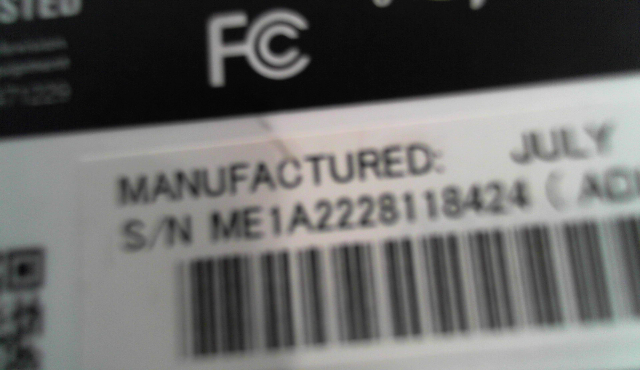 FC
MANUFACTURED: JULY
S/N ME1A2228118424 (